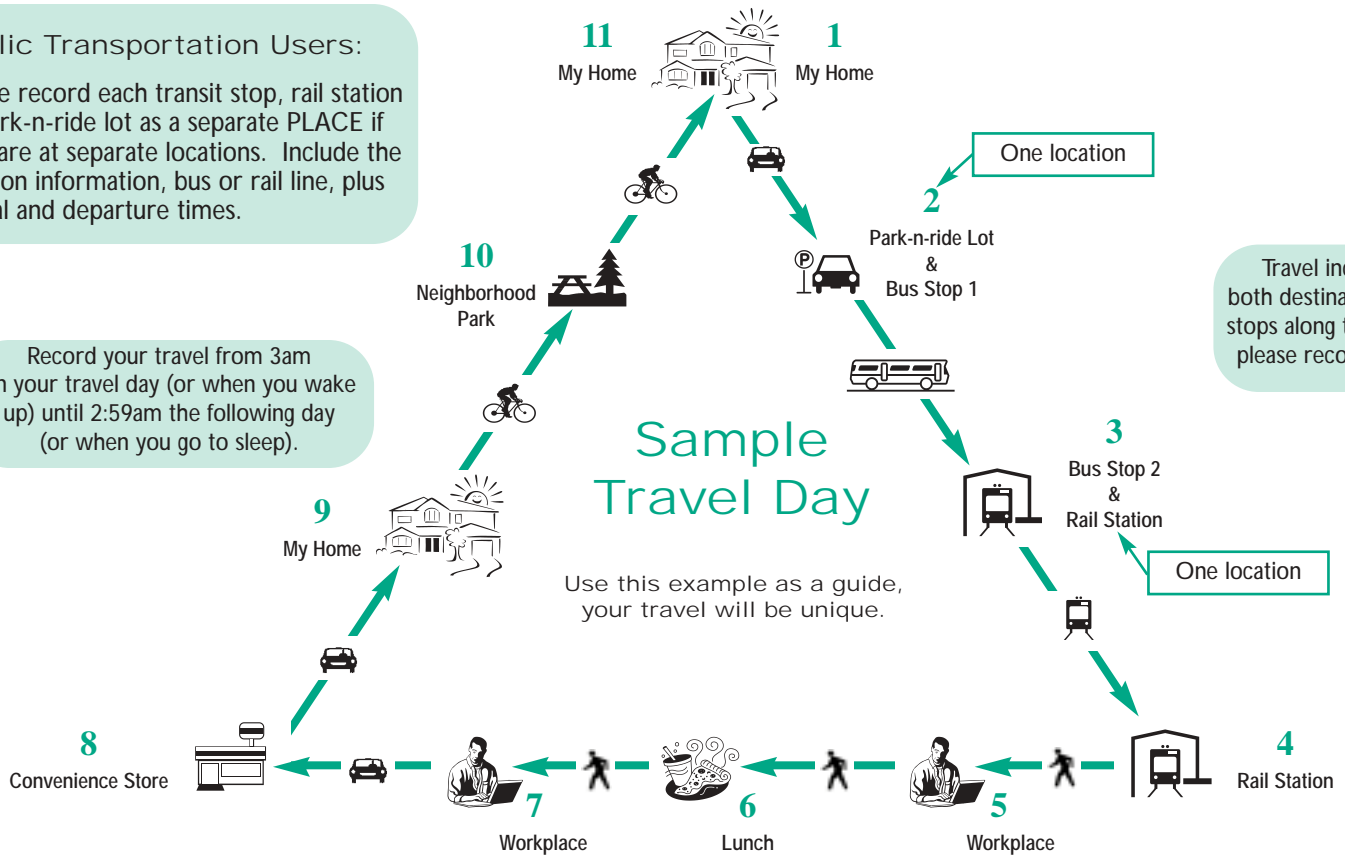 lic Transportation Users:
e record each transit stop, rail station
rk-n-ride lot as a separate PLACE if
are at separate locations. Include the
on information, bus or rail line, plus
l and departure times.
11
My Home
1
My Home
One location
2
Park-n-ride Lot
&
Bus Stop 1
P
10
Neighborhood
Park
Travel inc
both destina
stops along t
please reco
Record your travel from 3am
n your travel day (or when you wake
up) until 2:59am the following day
(or when you go to sleep).
Sample
Travel Day
Use this example as a guide,
your travel will be unique.
3
Bus Stop 2
&
Rail Station
One location
9
My Home
8
Convenience Store
4
Rail Station
7
Workplace
6
Lunch
5
Workplace